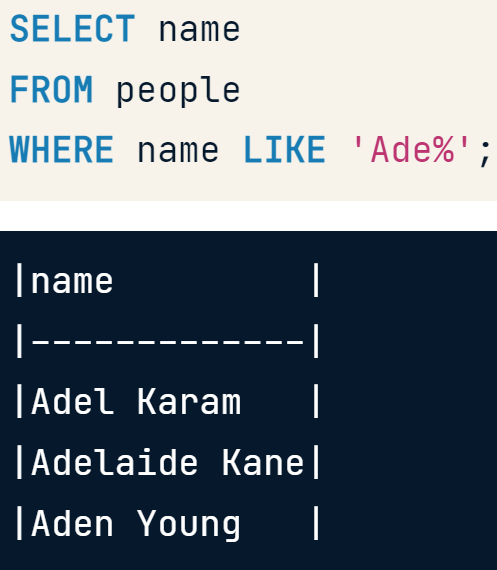 SELECT name
FROM people
WHERE name LIKE 'Ade%';
|name         |
|-------------|
|Adel Karam   |
|Adelaide Kane|
|Aden Young   |